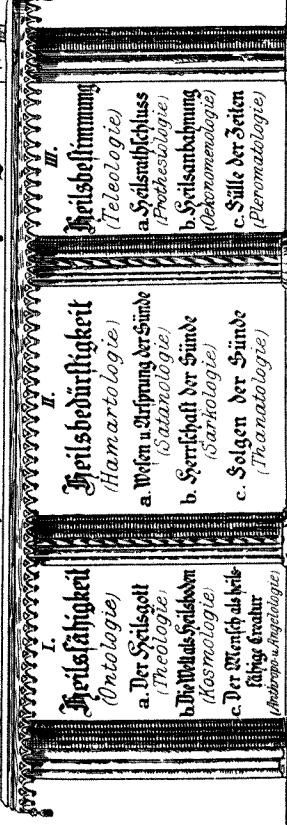 I.
Heilsfähigkeit
(Ontologie)
a. Der Heilsgott
(Theologie)
b. Die Welt als Heilsboden
(Kosmologie)
c. Der Mensch als heils-
fähige Creatur
(Anthropo- u. Angelologie)
II.
Heilsbedürftigkeit
(Hamartologie)
a. Wesen u. Ursprung der Sünde
(Satanologie)
b. Herrschaft der Sünde
(Sarkologie)
c. Folgen der Sünde
(Thanatologie)
III.
Heilsbestimmung
(Teleologie)
a. Heilsrathschluss
(Prothesiologie)
b. Heilsanbahnung
(Oekonomenologie)
c. Fülle der Zeiten
(Pleromatologie)